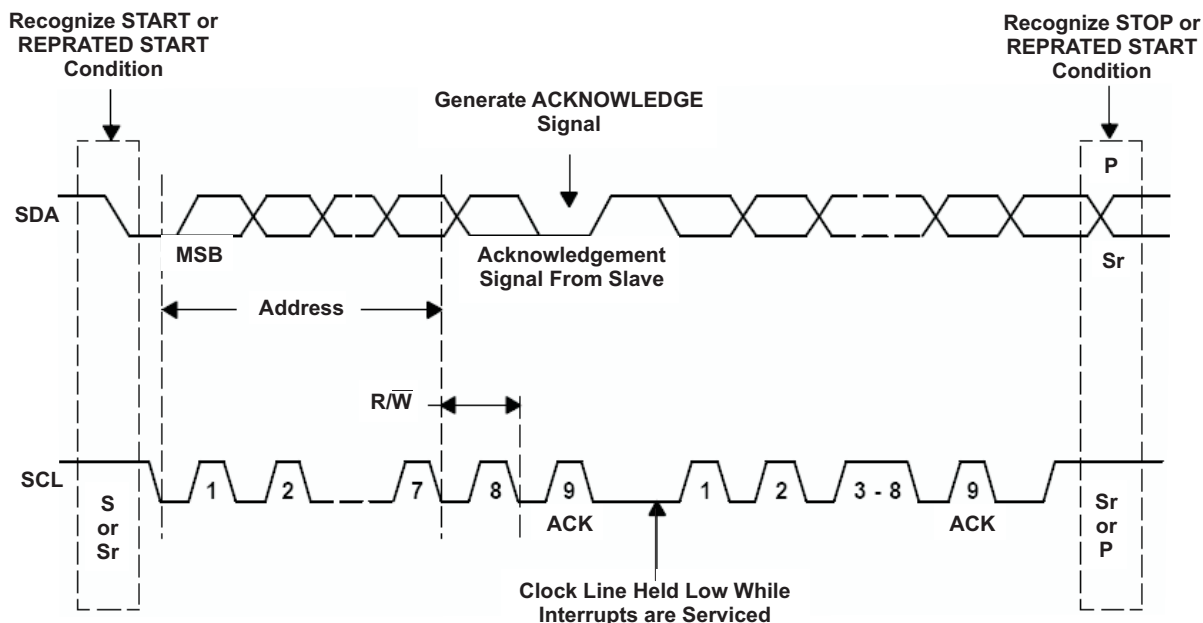 Recognize START or
REPRATED START
Condition
Recognize STOP or
REPRATED START
Condition
Generate ACKNOWLEDGE
Signal
P
SDA
MSB
Acknowledgement
Signal From Slave
Sr
Address
R/W̅
SCL
1
2
7
8
9
1
2
3 - 8
9
ACK
ACK
S
or
Sr
Sr
or
P
Clock Line Held Low While
Interrupts are Serviced